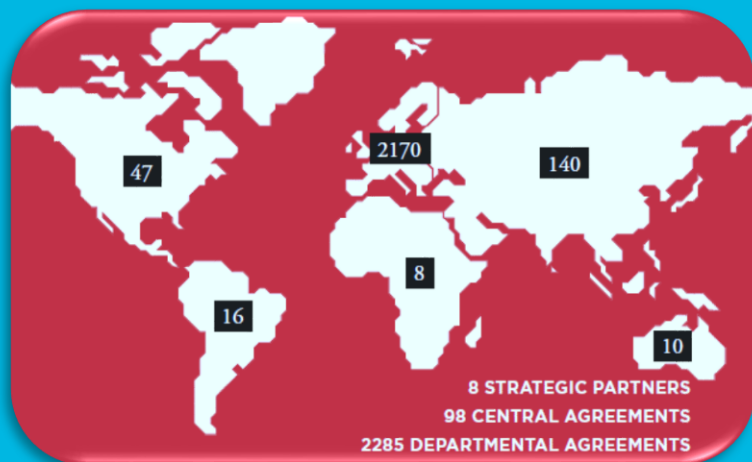 2170
47
140
8
16
10
8 STRATEGIC PARTNERS
98 CENTRAL AGREEMENTS
2285 DEPARTMENTAL AGREEMENTS